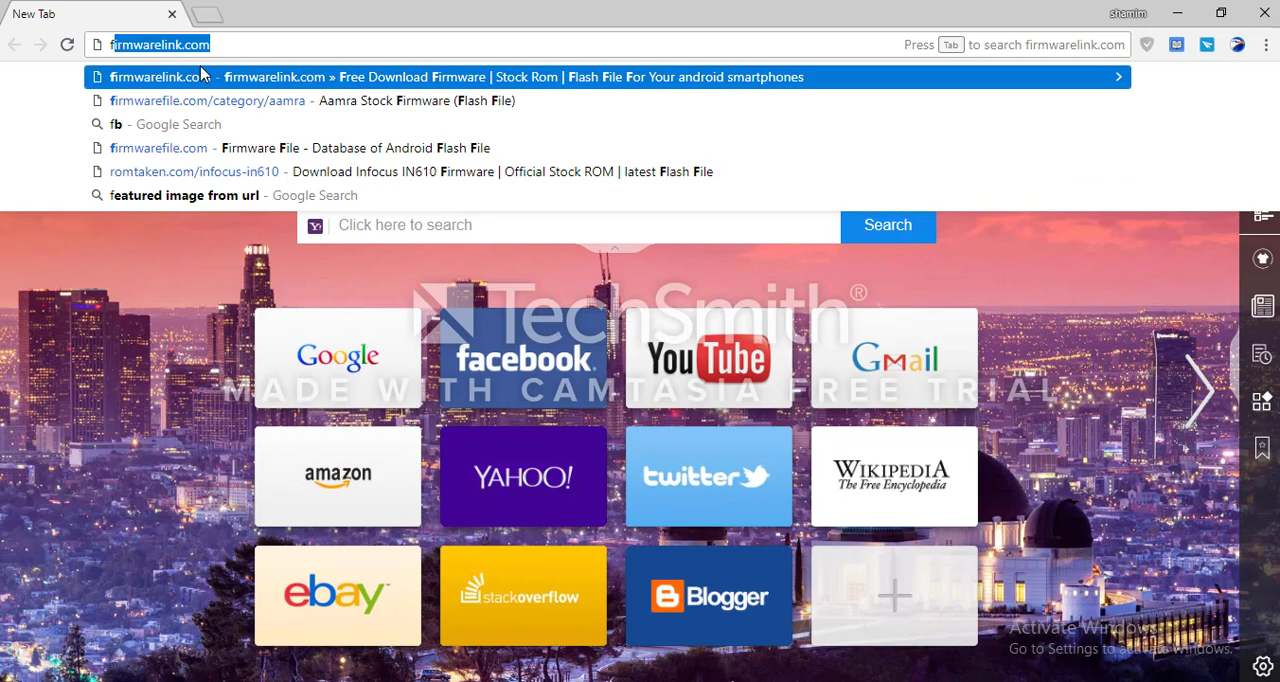 New Tab
shamim
firmwarelink.com
Press Tab to search firmwarelink.com
firmwarelink.co - firmwarelink.com » Free Download Firmware | Stock Rom | Flash File For Your android smartphones
firmwarefile.com/category/aamra - Aamra Stock Firmware (Flash File)
fb - Google Search
firmwarefile.com - Firmware File - Database of Android Flash File
romtaken.com/infocus-in610 - Download Infocus IN610 Firmware | Official Stock ROM | latest Flash File
featured image from url - Google Search
Y! Click here to search
Search
TechSmith®
Google
facebook.
YouTube
Gmail
MADE WITH CAMTASIA FREE TRIAL
amazon
YAHOO!
twitter
WIKIPEDIA
The Free Encyclopedia
ebay™
stackoverflow
Blogger
Activate Windows
Go to Settings to activate Windows.